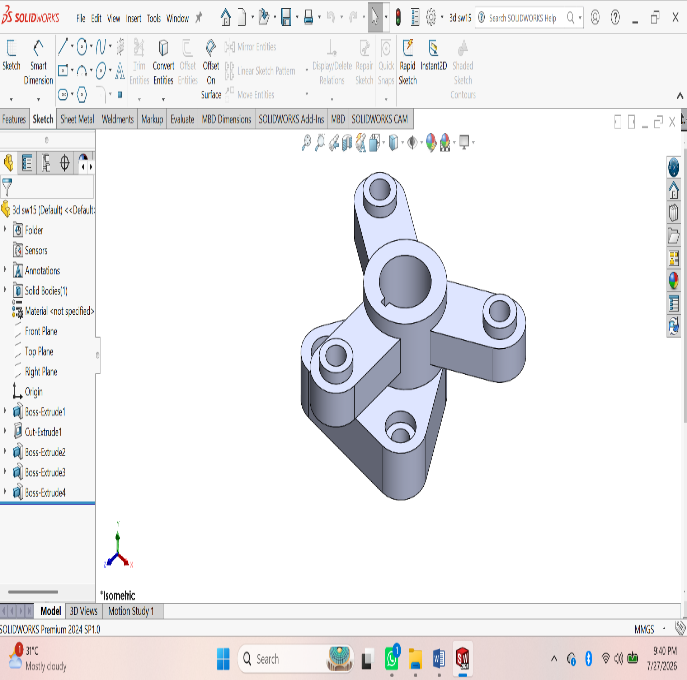 SOLIDWORKS File Edit View Insert Tools Window 3d sw15 Search SOLIDWORKS Help
Sketch Smart Dimension Trim Entities Convert Entities Offset Entities Offset On Surface Mirror Entities Linear Sketch Pattern Move Entities Display/Delete Relations Repair Sketch Quick Snaps Rapid Sketch Instant2D Shaded Sketch Contours
Features Sketch Sheet Metal Weldments Markup Evaluate MBD Dimensions SOLIDWORKS Add-Ins MBD SOLIDWORKS CAM
3d sw15 (Default) <<Default
Folder
Sensors
Annotations
Solid Bodies(1)
Material <not specified>
Front Plane
Top Plane
Right Plane
Origin
Boss-Extrude1
Cut-Extrude1
Boss-Extrude2
Boss-Extrude3
Boss-Extrude4
Y
X
Z
*Isometric
Model 3D Views Motion Study 1
SOLIDWORKS Premium 2024 SP1.0 MMGS
1 31°C Search 1 SW 9:40 PM
Mostly cloudy 7/27/2026